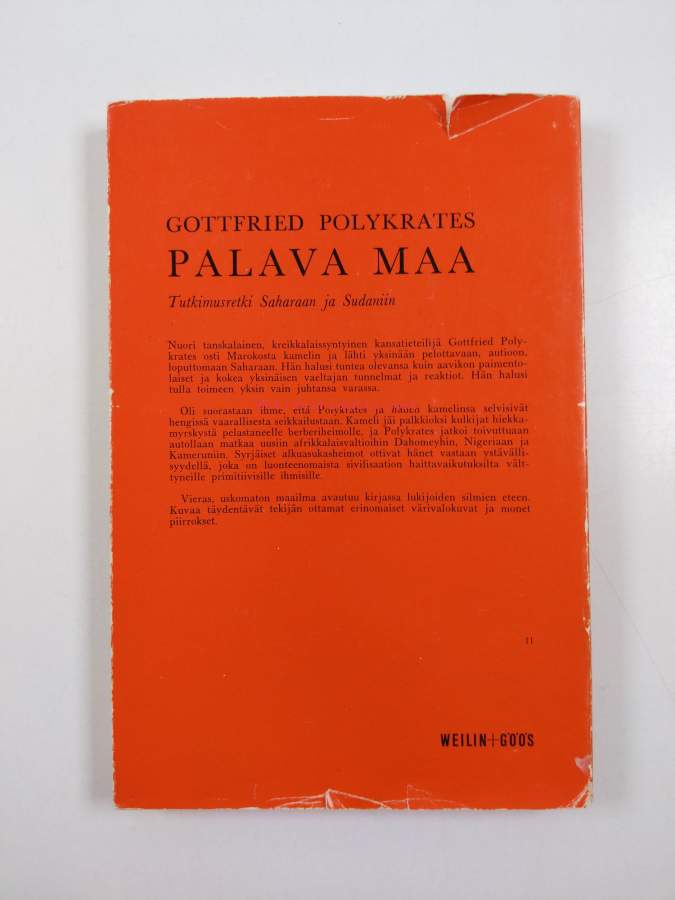 GOTTFRIED POLYKRATES
PALAVA MAA
Tutkimusretki Saharaan ja Sudaniin
Nuori tanskalainen, kreikkalaissyntyinen kansatieteilijä Gottfried Poly-
krates osti Marokosta kamelin ja lähti yksinään pelottavaan, autioon,
loputtomaan Saharaan. Hän halusi tuntea olevansa kuin aavikon paimento-
laiset ja kokea yksinäisen vaeltajan tunnelmat ja reaktiot. Hän halusi
tulla toimeen yksin vain juhtansa varassa.
Oli suorastaan ihme, että Polykrates ja hänen kamelinsa selvisivät
hengissä vaarallisesta seikkailustaan. Kameli jäi palkkioksi kulkijat hiekka-
myrskystä pelastaneelle berberiheimolle, ja Polykrates jatkoi toivuttuaan
autollaan matkaa uusiin afrikkalaisvaltioihin Dahomeyhin, Nigeriaan ja
Kameruniin. Syrjäiset alkuasukasheimot ottivat hänet vastaan ystävälli-
syydellä, joka on luonteenomaista sivilisaation haittavaikutuksilta vält-
tyneille primitiivisille ihmisille.
Vieras, uskomaton maailma avautuu kirjassa lukijoiden silmien eteen.
Kuvaa täydentävät tekijän ottamat erinomaiset värivalokuvat ja monet
piirrokset.
11
WEILIN+GÖÖS